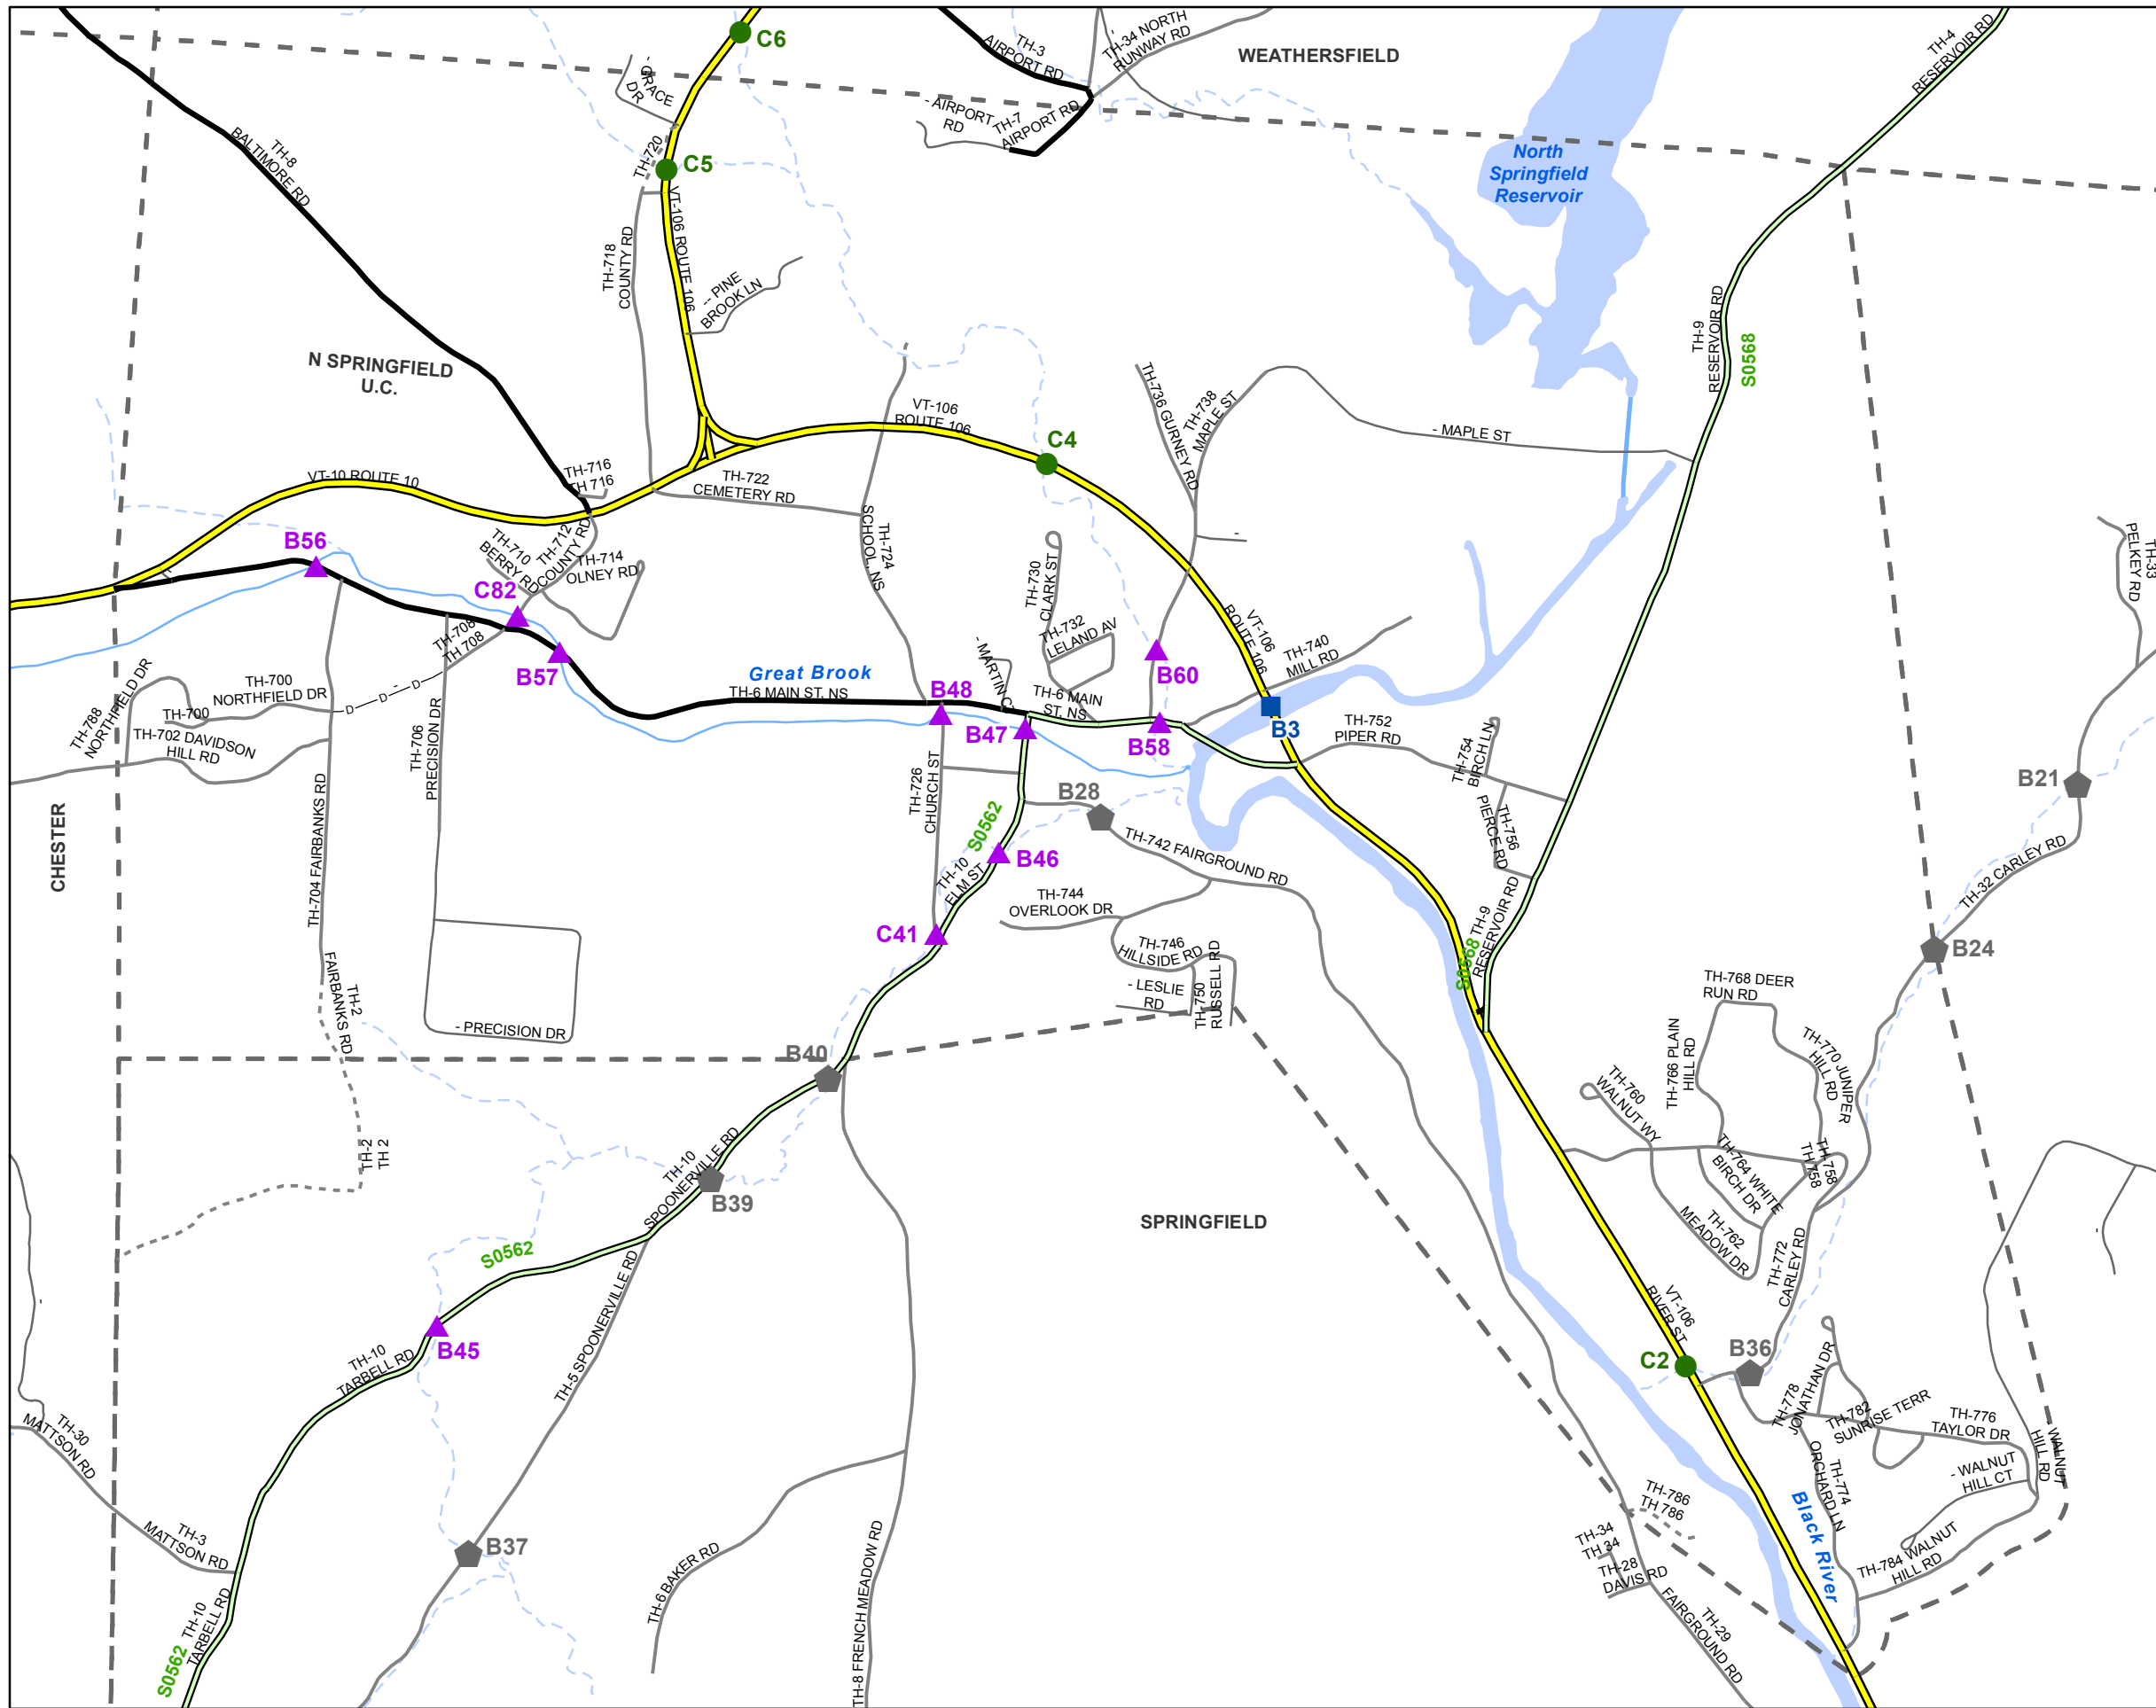 C6
TH-3
AIRPORT RD
TH-34 NORTH
RUNWAY RD
WEATHERSFIELD
TH-4
RESERVOIR RD
- GRACE
DR
- AIRPORT
RD
TH-7
AIRPORT RD
TH-8
BALTIMORE RD
TH-720
C5
North
Springfield
Reservoir
VT-106 ROUTE 106
TH-718
COUNTY RD
-- PINE
BROOK LN
N SPRINGFIELD
U.C.
TH-9
RESERVOIR RD
S0568
VT-106
ROUTE 106
C4
TH-736 GURNEY RD
TH-738
MAPLE ST
- MAPLE ST
VT-10 ROUTE 10
TH-716
TH 716
TH-722
CEMETERY RD
B56
TH-710
BERRY RD
TH-712
COUNTY RD
TH-714
OLNEY RD
SCHOOL, NS
TH-724
TH-730
CLARK ST
-
TH-33
PELKEY RD
C82
TH-708
TH 708
B57
TH-732
LELAND AV
VT-106
ROUTE 106
TH-740
MILL RD
B60
- MARTIN CI
Great Brook
TH-6 MAIN ST, NS
B48
TH-6 MAIN
ST, NS
B47
B58
B3
TH-752
PIPER RD
TH-754
BIRCH LN
TH-788
NORTHFIELD DR
TH-700
NORTHFIELD DR
-
D
D
D
TH-700
TH-702 DAVIDSON
HILL RD
TH-706
PRECISION DR
TH-726
CHURCH ST
B28
B21
CHESTER
S0562
PIERCE RD
TH-756
TH-704 FAIRBANKS RD
B46
TH-742 FAIRGROUND RD
TH-10
ELM ST
TH-744
OVERLOOK DR
TH-32 CARLEY RD
C41
TH-746
HILLSIDE RD
S0568
TH-9
RESERVOIR RD
B24
TH-2
FAIRBANKS RD
- LESLIE
RD
TH-750
RUSSELL RD
TH-768 DEER
RUN RD
- PRECISION DR
B40
TH-766 PLAIN
HILL RD
TH-770 JUNIPER
HILL RD
TH-760
WALNUT WY
TH-2
TH 2
TH-10
SPOONERVILLE RD
B39
TH-764 WHITE
BIRCH DR
TH-758
TH 758
SPRINGFIELD
TH-762
MEADOW DR
S0562
TH-772
CARLEY RD
TH-5 SPOONERVILLE RD
VT-106
RIVER ST
B45
TH-10
TARBELL RD
C2
B36
TH-778
JONATHAN DR
TH-782
SUNRISE TERR
TH-776
TAYLOR DR
- WALNUT
HILL RD
TH-30
MATTSON RD
- WALNUT
HILL CT
TH-774
ORCHARD LN
TH-786
TH 786
Black River
TH-3
MATTSON RD
B37
TH-34
TH 34
TH-28
DAVIS RD
TH-784 WALNUT
HILL RD
TH-6 BAKER RD
TH-8 FRENCH MEADOW RD
TH-29
FAIRGROUND RD
TH-10
TARBELL RD
S0562